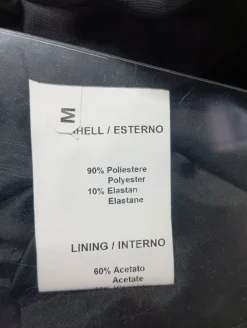 M
SHELL / ESTERNO
90% Poliestere
Polyester
10% Elastan
Elastane
LINING / INTERNO
60% Acetato
Acetate